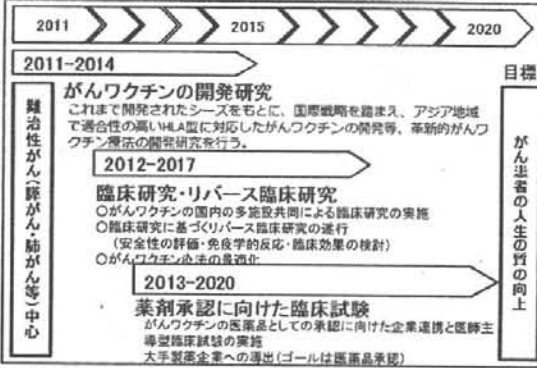 2011 2015 2020
2011-2014
目標
がんワクチンの開発研究
これまで開発されたシーズをもとに、国際戦略を踏まえ、アジア地域
で適合性の高いHLA型に対応したがんワクチンの開発等、革新的がんワ
クチン療法の開発研究を行う。
難治性がん(膵がん・肺がん等)中心
がん患者の人生の質の向上
2012-2017
臨床研究・リバース臨床研究
○がんワクチンの国内の多施設共同による臨床研究の実施
○臨床研究に基づくリバース臨床研究の遂行
(安全性の評価・免疫学的反応・臨床効果の検討)
○がんワクチン療法の最適化
2013-2020
薬剤承認に向けた臨床試験
がんワクチンの医薬品としての承認に向けた企業連携と医師主
導型臨床試験の実施
大手製薬企業への導出(ゴールは医薬品承認)